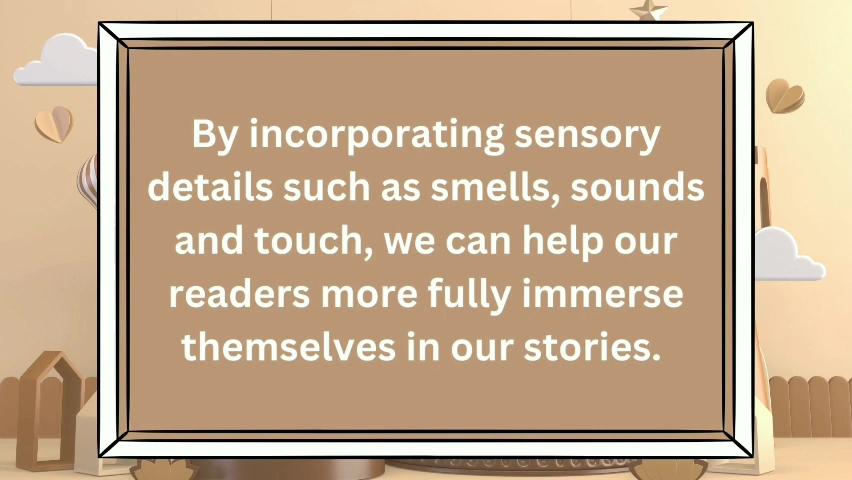 By incorporating sensory
details such as smells, sounds
and touch, we can help our
readers more fully immerse
themselves in our stories.